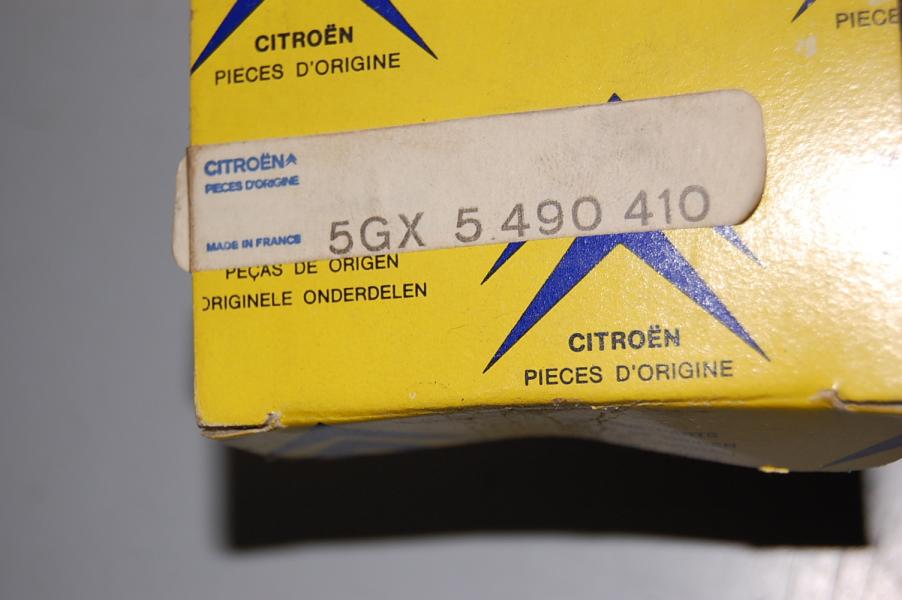 CITROËN
PIECES D'ORIGINE
PIECE
CITROËN
PIECES D'ORIGINE
MADE IN FRANCE
5GX 5.490 410
PEÇAS DE ORIGEN
ORIGINELE ONDERDELEN
CITROËN
PIECES D'ORIGINE